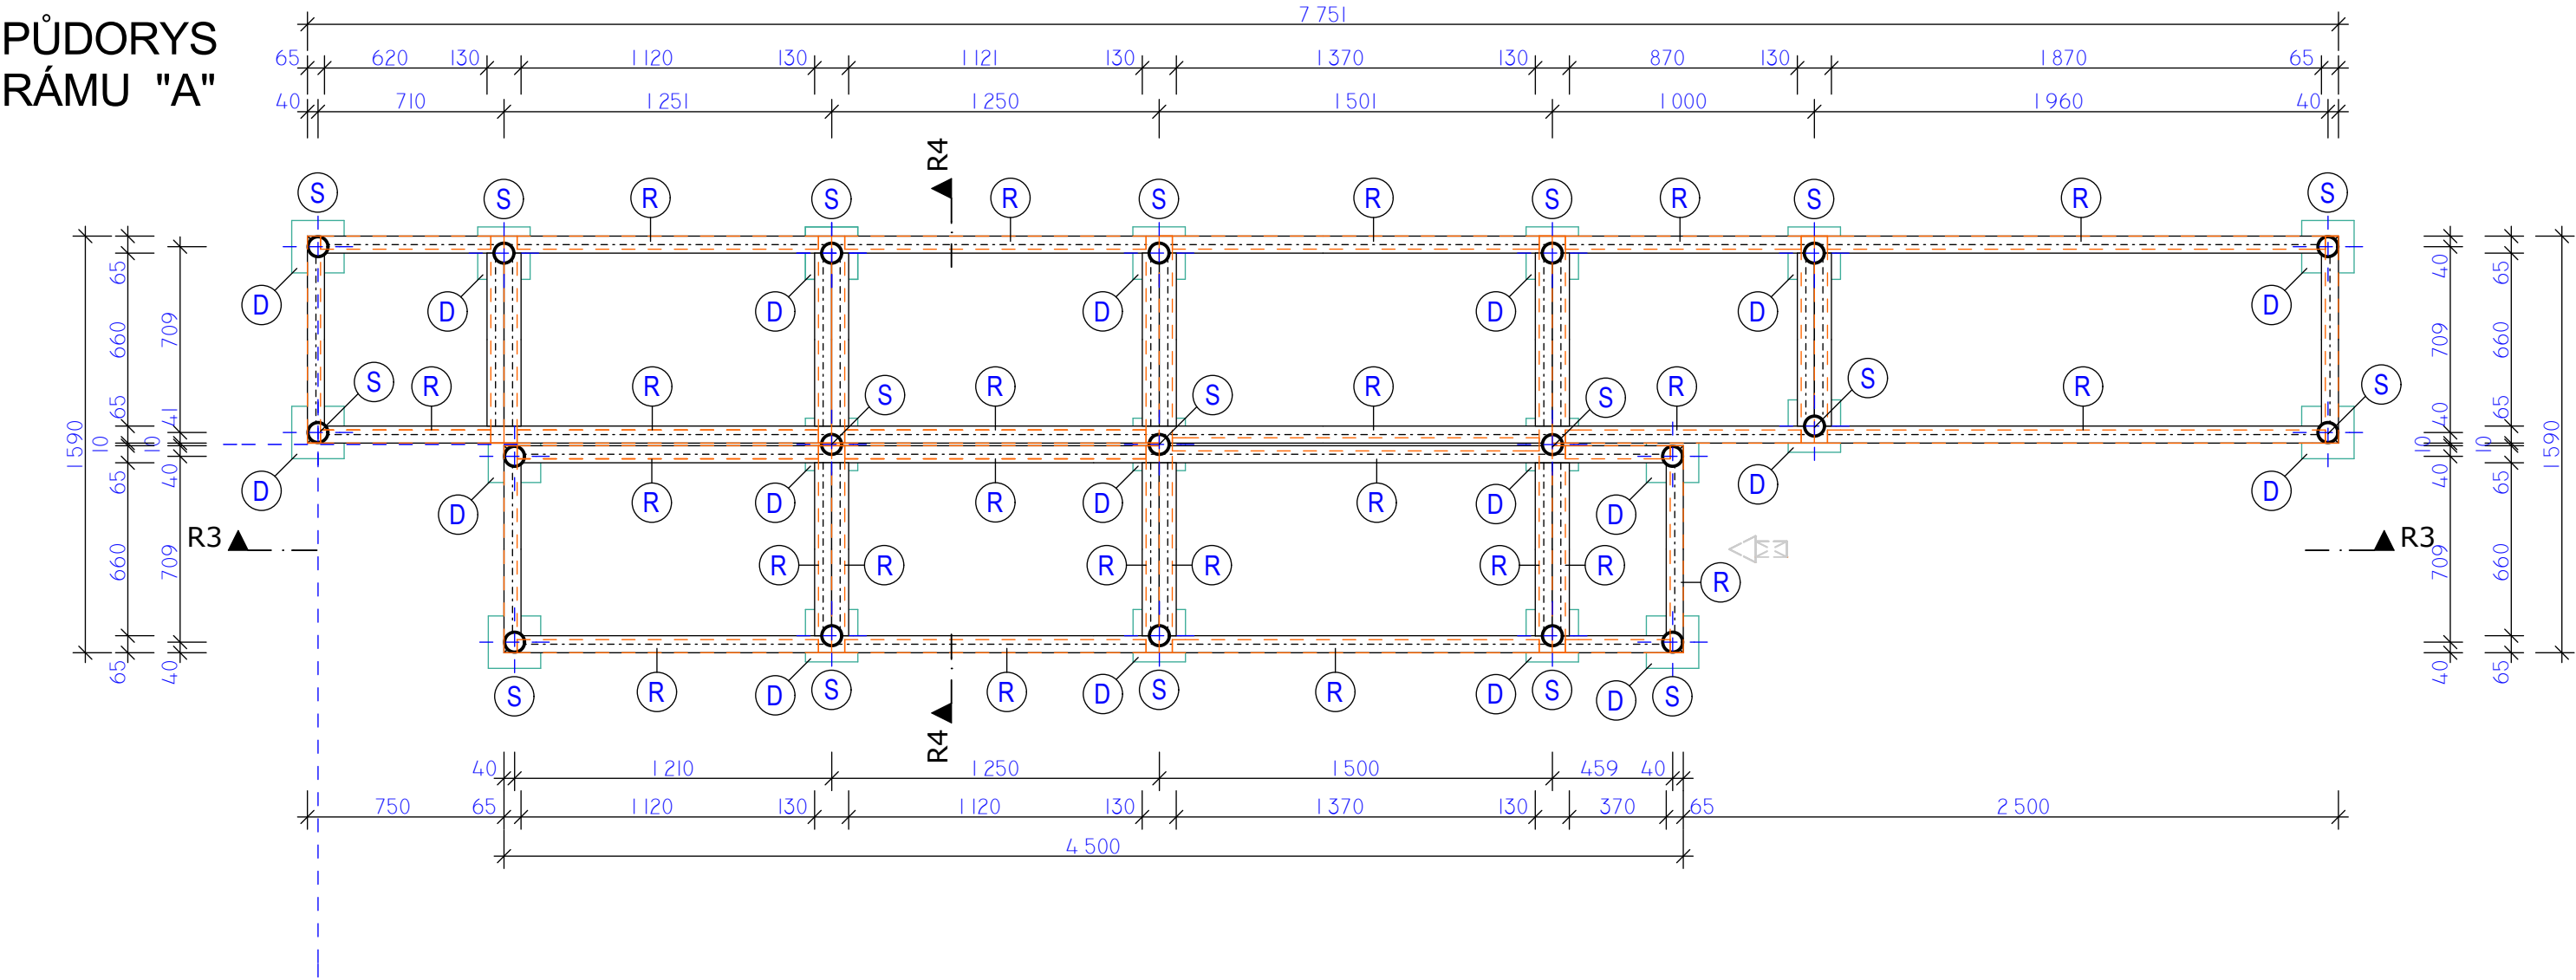 PŮDORYS
RÁMU "A"
7 751
65 620 130 1 120 130 1 121 130 1 370 130 870 130 1 870 65
40 710 1 251 1 250 1 501 1 000 1 960 40
R4
S S R S R S R S R S R S
D D D D D D D
S R R S R S R S R S R S
D D R D R D R D D D D
R3 R3
R R R R R R R
S R D S R D S R D S D S
R4
1 590
65 660 65 10 65 660 65
709 41 10 40 709 40
40 709 40 10 40 709 40
65 660 65 10 65 660 65
1 590
40 1 210 1 250 1 500 459 40
750 65 1 120 130 1 120 130 1 370 130 370 65 2 500
4 500